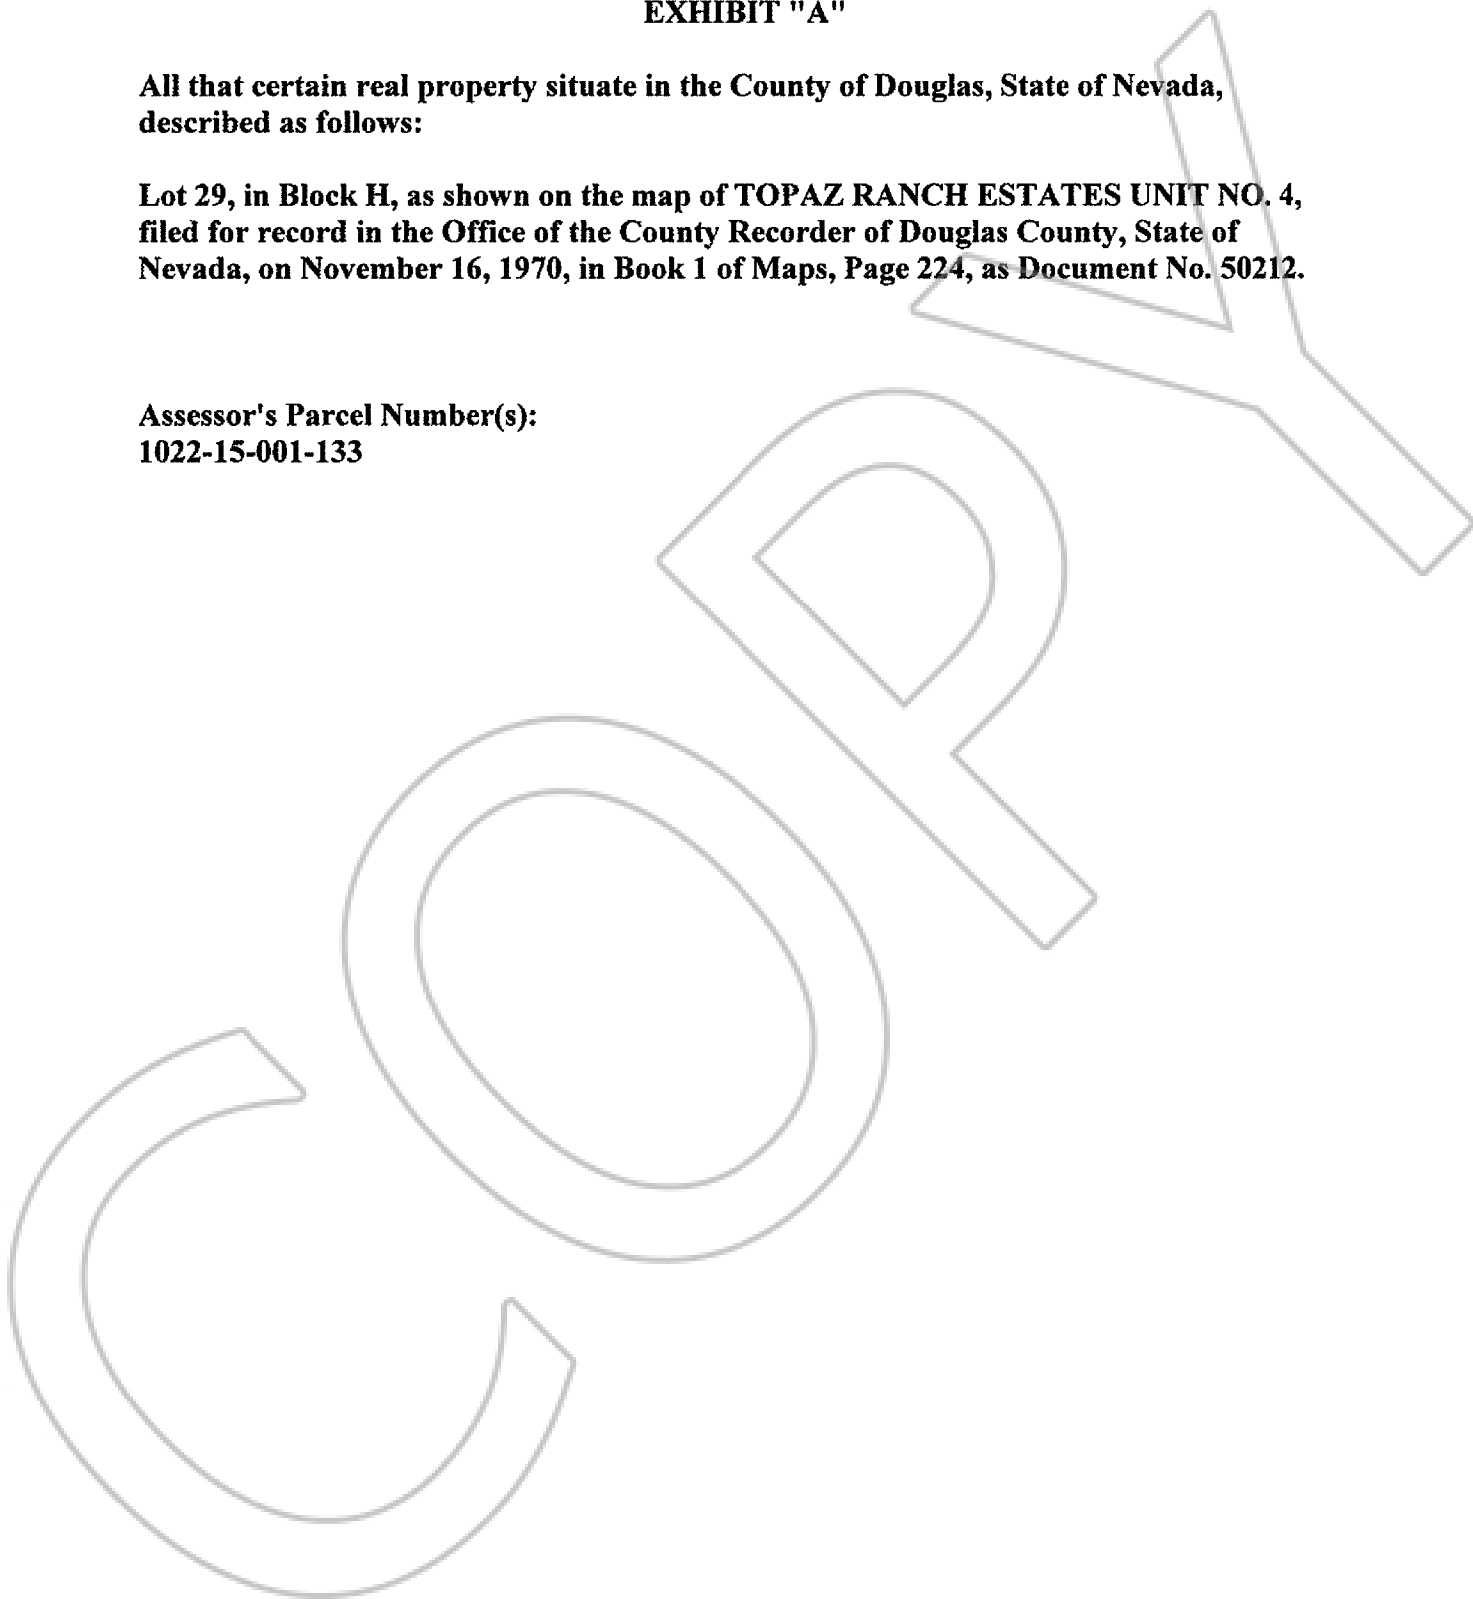 EXHIBIT "A"
All that certain real property situate in the County of Douglas, State of Nevada,
described as follows:
Lot 29, in Block H, as shown on the map of TOPAZ RANCH ESTATES UNIT NO. 4,
filed for record in the Office of the County Recorder of Douglas County, State of
Nevada, on November 16, 1970, in Book 1 of Maps, Page 224, as Document No. 50212.
Assessor's Parcel Number(s):
1022-15-001-133
COPY